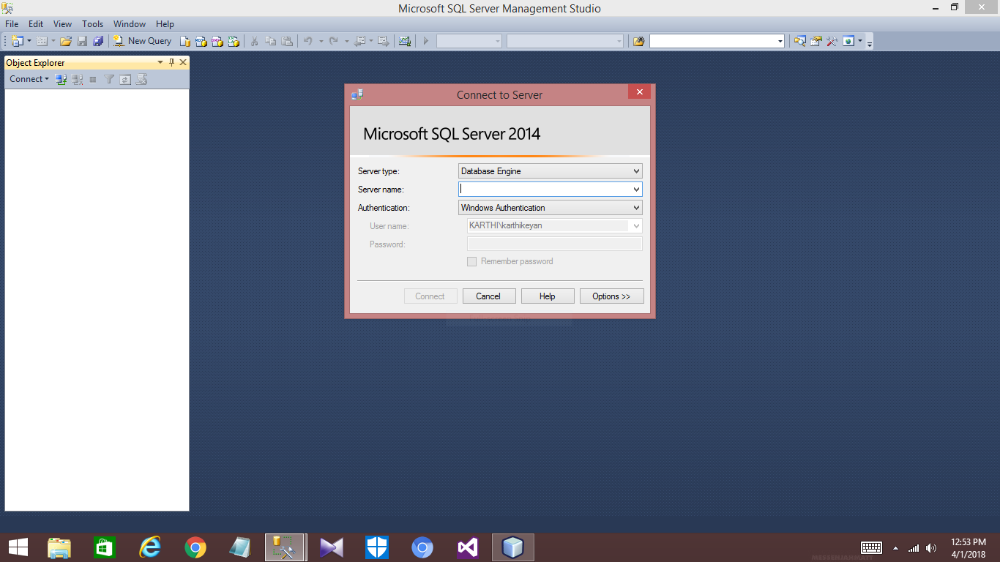 Microsoft SQL Server Management Studio
File Edit View Tools Window Help
New Query
Object Explorer
Connect
Connect to Server
Microsoft SQL Server 2014
Server type: Database Engine
Server name:
Authentication: Windows Authentication
User name: KARTHI\karthikeyan
Password:
Remember password
Connect Cancel Help Options >>
12:53 PM
4/1/2018